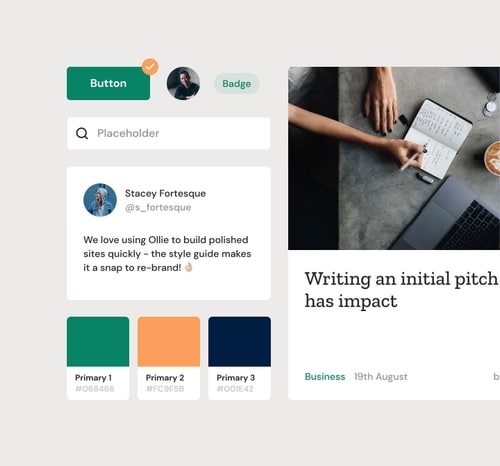 Button
Badge
Placeholder
Stacey Fortesque
@s_fortesque
We love using Ollie to build polished
sites quickly - the style guide makes
it a snap to re-brand! 👌🏼
Primary 1
#068466
Primary 2
#FC9F5B
Primary 3
#001E42
Writing an initial pitch
has impact
Business 19th August
b